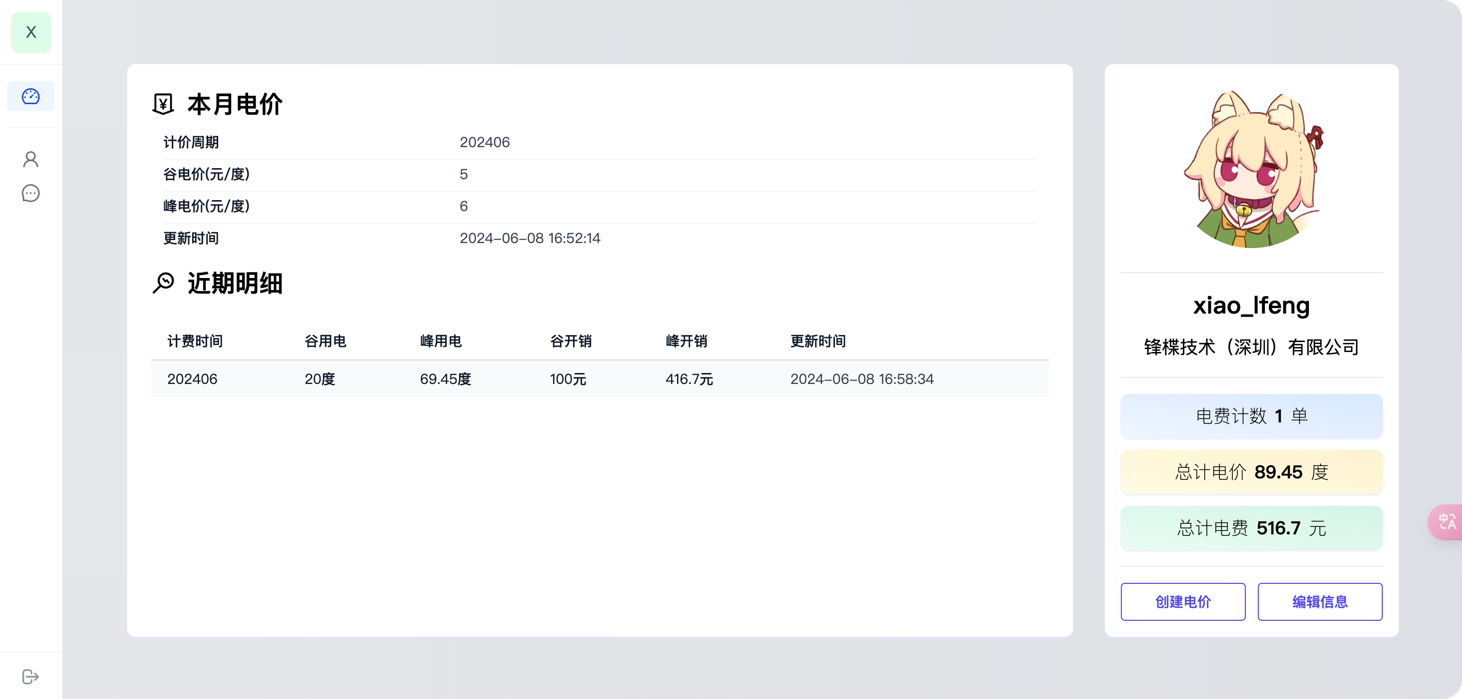 X
本月电价
计价周期 202406
谷电价(元/度) 5
峰电价(元/度) 6
更新时间 2024-06-08 16:52:14
近期明细
计费时间 谷用电 峰用电 谷开销 峰开销 更新时间
202406 20度 69.45度 100元 416.7元 2024-06-08 16:58:34
xiao_lfeng
锋楪技术（深圳）有限公司
电费计数 1 单
总计电价 89.45 度
总计电费 516.7 元
创建电价 编辑信息
中
A